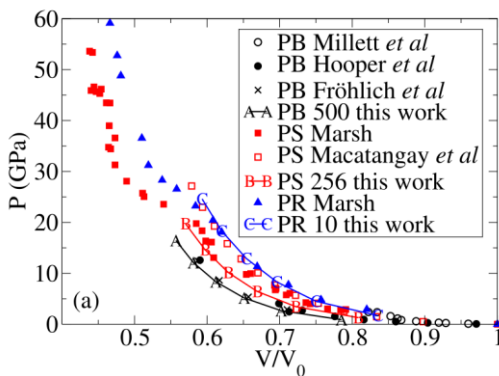 60
50
40
30
20
10
0
P (GPa)
PB Millett et al
PB Hooper et al
PB Fröhlich et al
A A PB 500 this work
PS Marsh
PS Macatangay et al
B B PS 256 this work
PR Marsh
C C PR 10 this work
C
C
C
C
C
B
B
B
B
B
A
A
A
A
A
A
(a)
0.5
0.6
0.7
0.8
0.9
1
V/V0